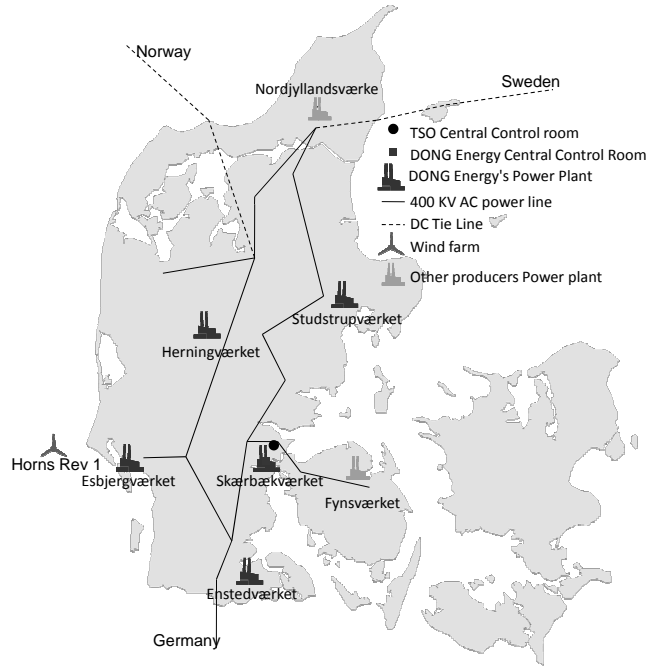 Norway
Sweden
Nordjyllandsværke
TSO Central Control room
DONG Energy Central Control Room
DONG Energy's Power Plant
400 KV AC power line
DC Tie Line
Wind farm
Other producers Power plant
Studstrupværket
Herningværket
Horns Rev 1
Esbjergværket
Skærbækværket
Fynsværket
Enstedværket
Germany